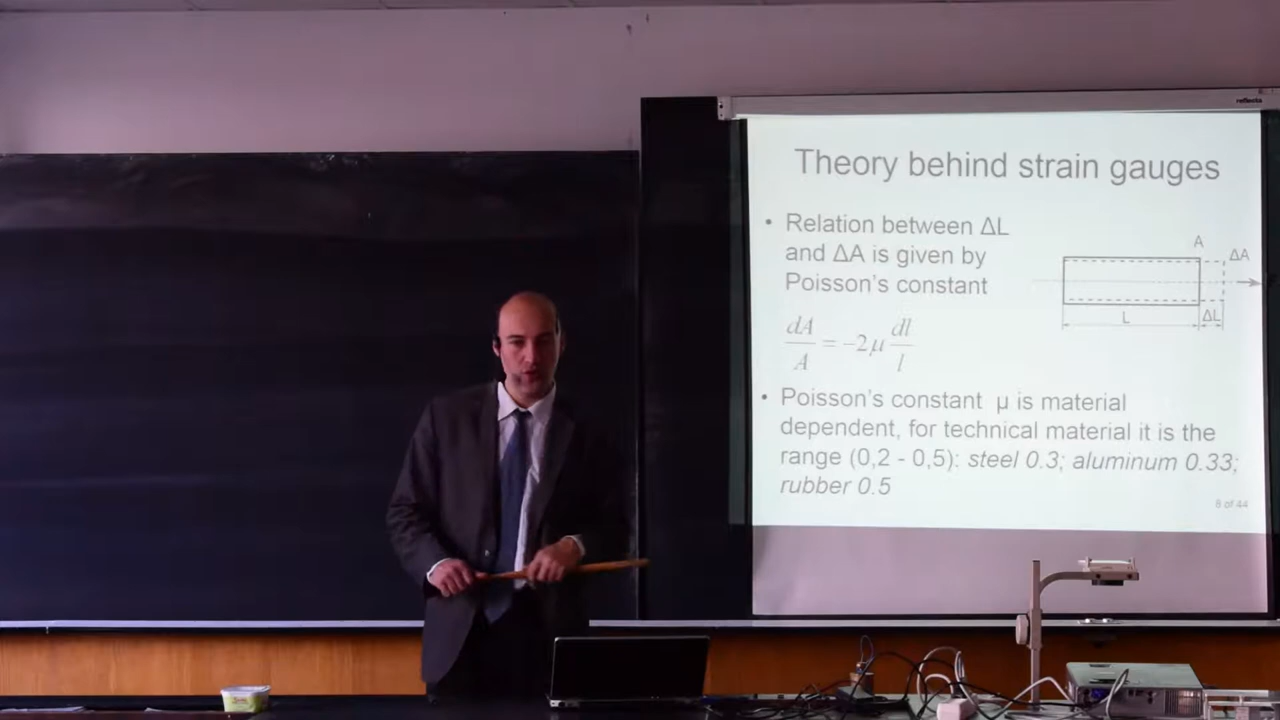 reflecta
Theory behind strain gauges
• Relation between ΔL
and ΔA is given by
Poisson's constant
dA/A = -2μ dl/l
A
ΔA
L
ΔL
• Poisson's constant μ is material
dependent, for technical material it is the
range (0,2 - 0,5): steel 0.3; aluminum 0.33;
rubber 0.5
8 of 44